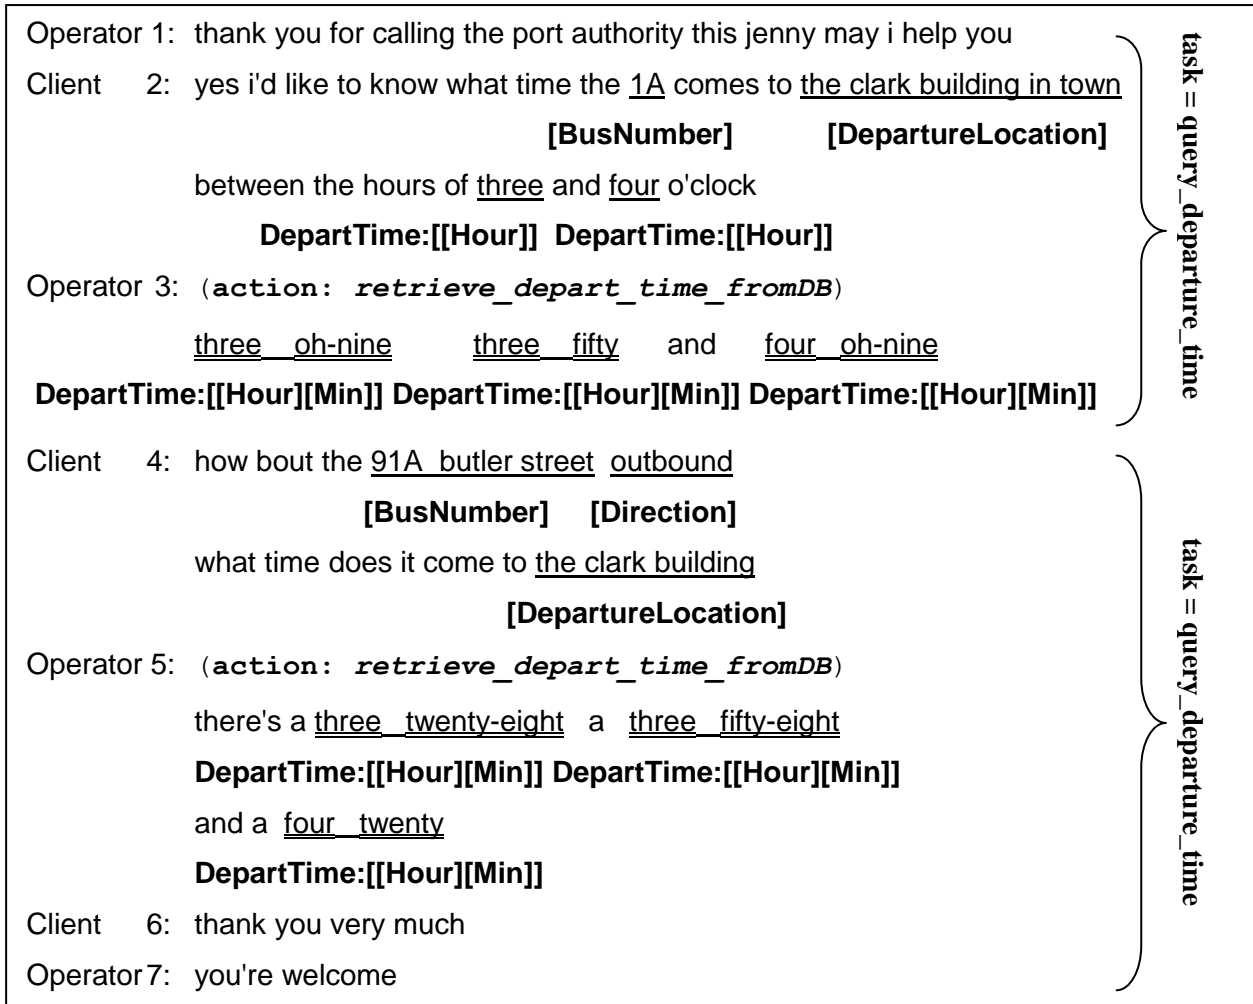 Operator 1: thank you for calling the port authority this jenny may i help you
Client 2: yes i'd like to know what time the 1A comes to the clark building in town
[BusNumber] [DepartureLocation]
between the hours of three and four o'clock
DepartTime:[[Hour]] DepartTime:[[Hour]]
Operator 3: (action: retrieve_depart_time_fromDB)
three oh-nine three fifty and four oh-nine
DepartTime:[[Hour][Min]] DepartTime:[[Hour][Min]] DepartTime:[[Hour][Min]]
task = query_departure_time
Client 4: how bout the 91A butler street outbound
[BusNumber] [Direction]
what time does it come to the clark building
[DepartureLocation]
Operator 5: (action: retrieve_depart_time_fromDB)
there's a three twenty-eight a three fifty-eight
DepartTime:[[Hour][Min]] DepartTime:[[Hour][Min]]
and a four twenty
DepartTime:[[Hour][Min]]
Client 6: thank you very much
Operator 7: you're welcome
task = query_departure_time